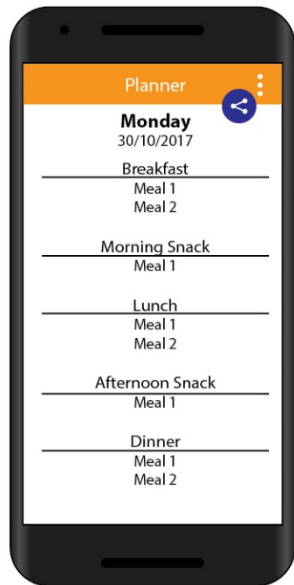 Planner
Monday
30/10/2017
Breakfast
Meal 1
Meal 2
Morning Snack
Meal 1
Lunch
Meal 1
Meal 2
Afternoon Snack
Meal 1
Dinner
Meal 1
Meal 2